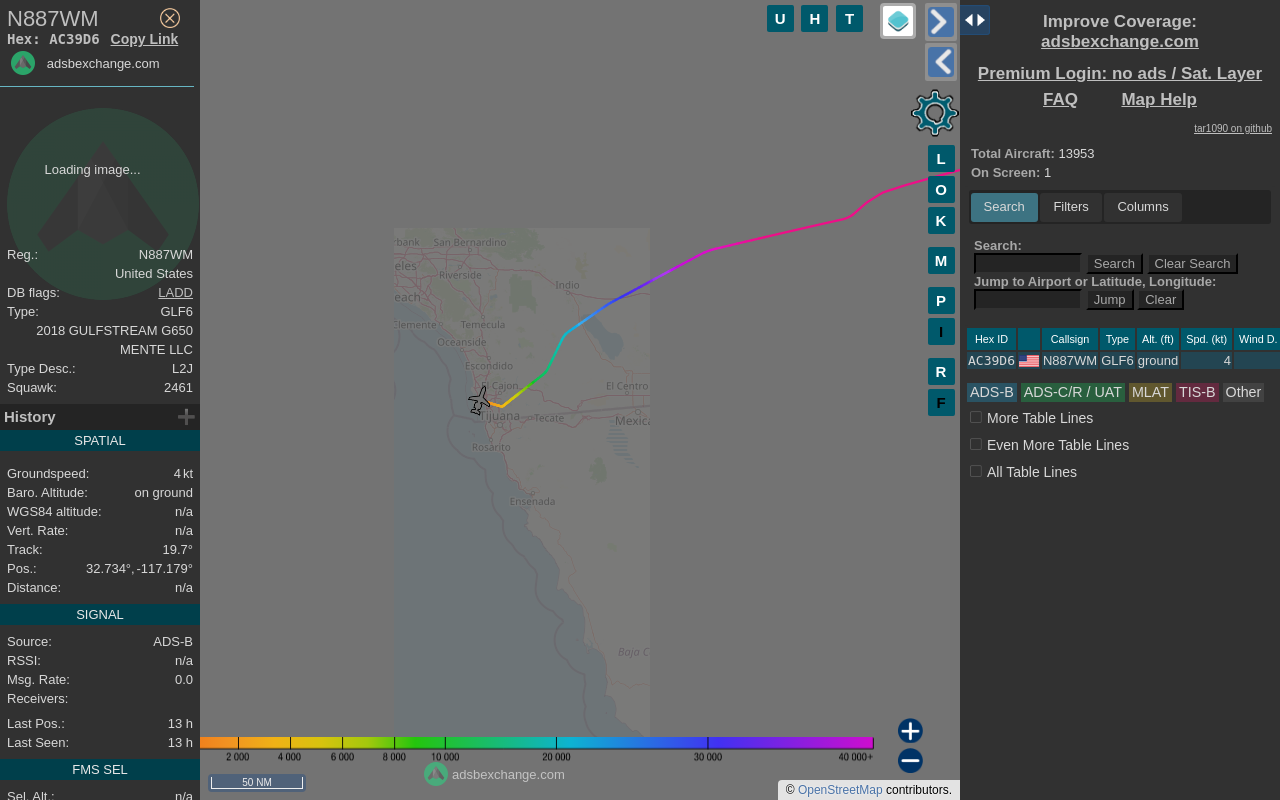 N887WM
Hex: AC39D6 Copy Link
adsbexchange.com
Loading image...
Reg.: N887WM
United States
DB flags: LADD
Type: GLF6
2018 GULFSTREAM G650
MENTE LLC
Type Desc.: L2J
Squawk: 2461
History
SPATIAL
Groundspeed: 4 kt
Baro. Altitude: on ground
WGS84 altitude: n/a
Vert. Rate: n/a
Track: 19.7°
Pos.: 32.734°, -117.179°
Distance: n/a
SIGNAL
Source: ADS-B
RSSI: n/a
Msg. Rate: 0.0
Receivers:
Last Pos.: 13 h
Last Seen: 13 h
FMS SEL
Sel. Alt.: n/a
U H T
L
O
K
M
P
I
R
F
rbank San Bernardino
eles
Riverside
each
Indio
Clemente Temecula
Oceanside
Escondido
El Cajon
El Centro
Tijuana Tecate Mexica
Rosarito
Ensenada
Baja C
2 000 4 000 6 000 8 000 10 000 20 000 30 000 40 000+
adsbexchange.com
50 NM
© OpenStreetMap contributors.
Improve Coverage:
adsbexchange.com
Premium Login: no ads / Sat. Layer
FAQ Map Help
tar1090 on github
Total Aircraft: 13953
On Screen: 1
Search Filters Columns
Search:
Search Clear Search
Jump to Airport or Latitude, Longitude:
Jump Clear
Hex ID Callsign Type Alt. (ft) Spd. (kt) Wind D.
AC39D6 N887WM GLF6 ground 4
ADS-B ADS-C/R / UAT MLAT TIS-B Other
More Table Lines
Even More Table Lines
All Table Lines